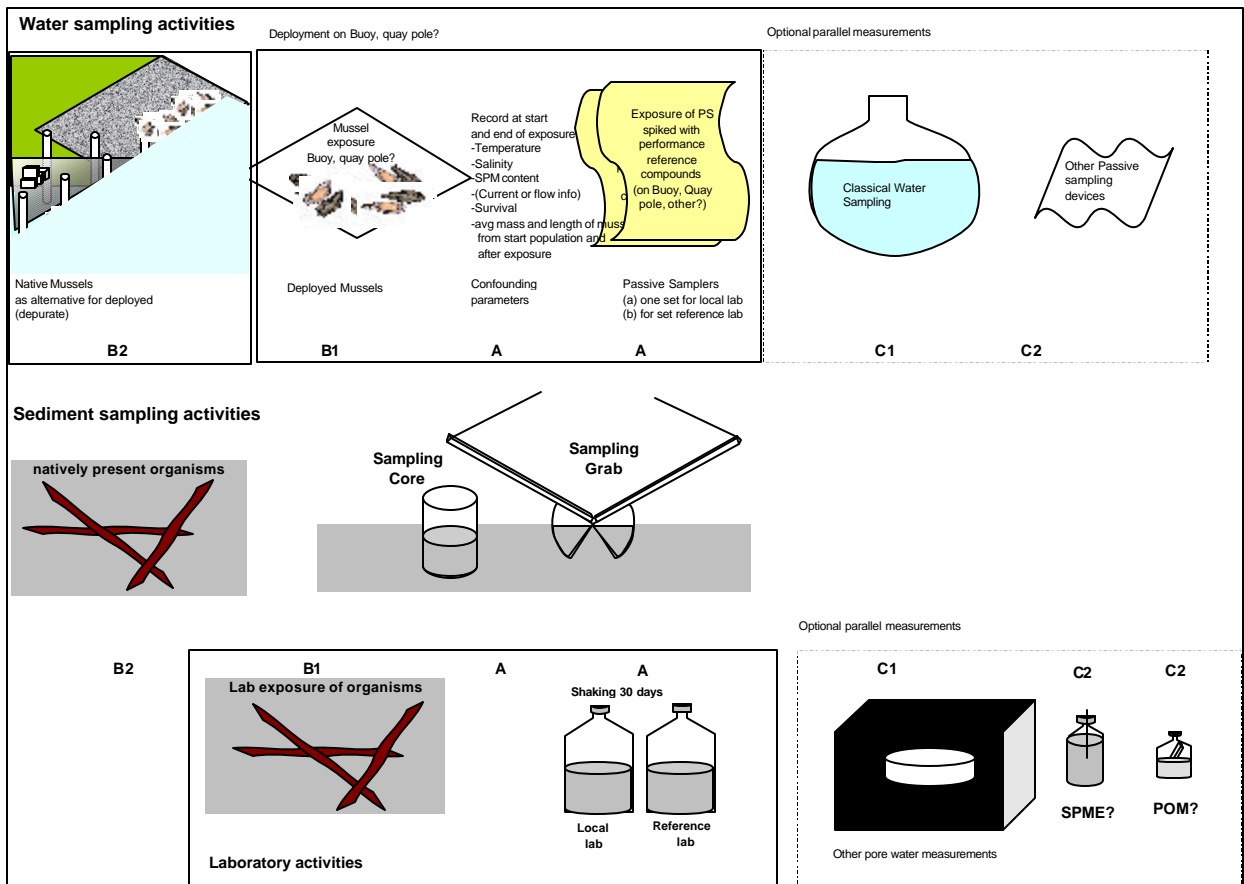 Water sampling activities
Deployment on Buoy, quay pole?
Optional parallel measurements
Mussel
exposure
Buoy, quay pole?
Record at start
and end of exposure
-Temperature
-Salinity
-SPM content
-(Current or flow info)
-Survival
-avg mass and length of muss
from start population and
after exposure
Exposure of PS
spiked with
performance
reference
compounds
(on Buoy, Quay
pole, other?)
Classical Water
Sampling
Other Passive
sampling
devices
Native Mussels
as alternative for deployed
(depurate)
Deployed Mussels
Confounding
parameters
Passive Samplers
(a) one set for local lab
(b) for set reference lab
B2
B1
A
A
C1
C2
Sediment sampling activities
natively present organisms
Sampling
Core
Sampling
Grab
Optional parallel measurements
B2
B1
A
A
C1
C2
C2
Lab exposure of organisms
Shaking 30 days
Local
lab
Reference
lab
SPME?
POM?
Laboratory activities
Other pore water measurements